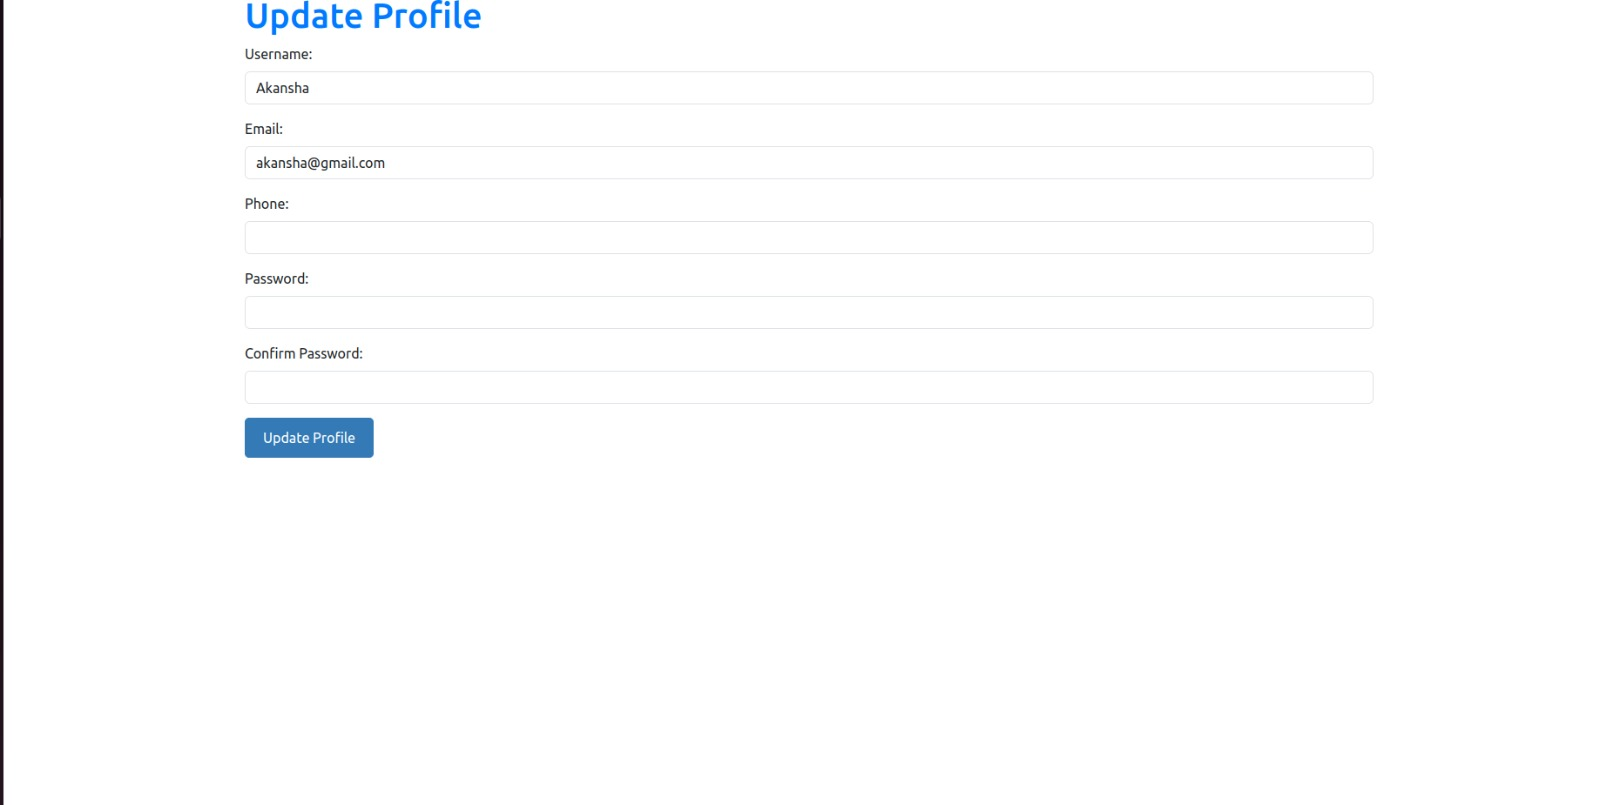 Update Profile
Username:
Akansha
Email:
akansha@gmail.com
Phone:
Password:
Confirm Password:
Update Profile